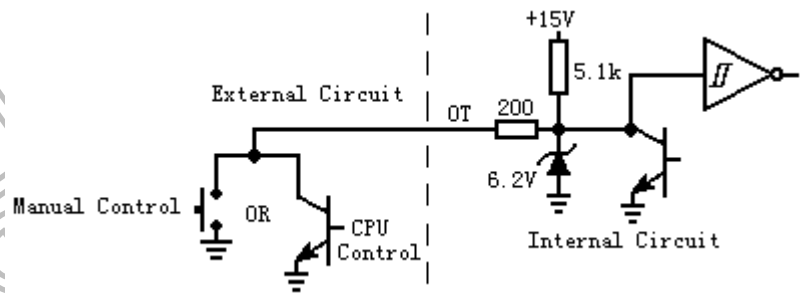 +15V
5.1k
External Circuit
OT
200
6.2V
Manual Control
OR
CPU
Control
Internal Circuit